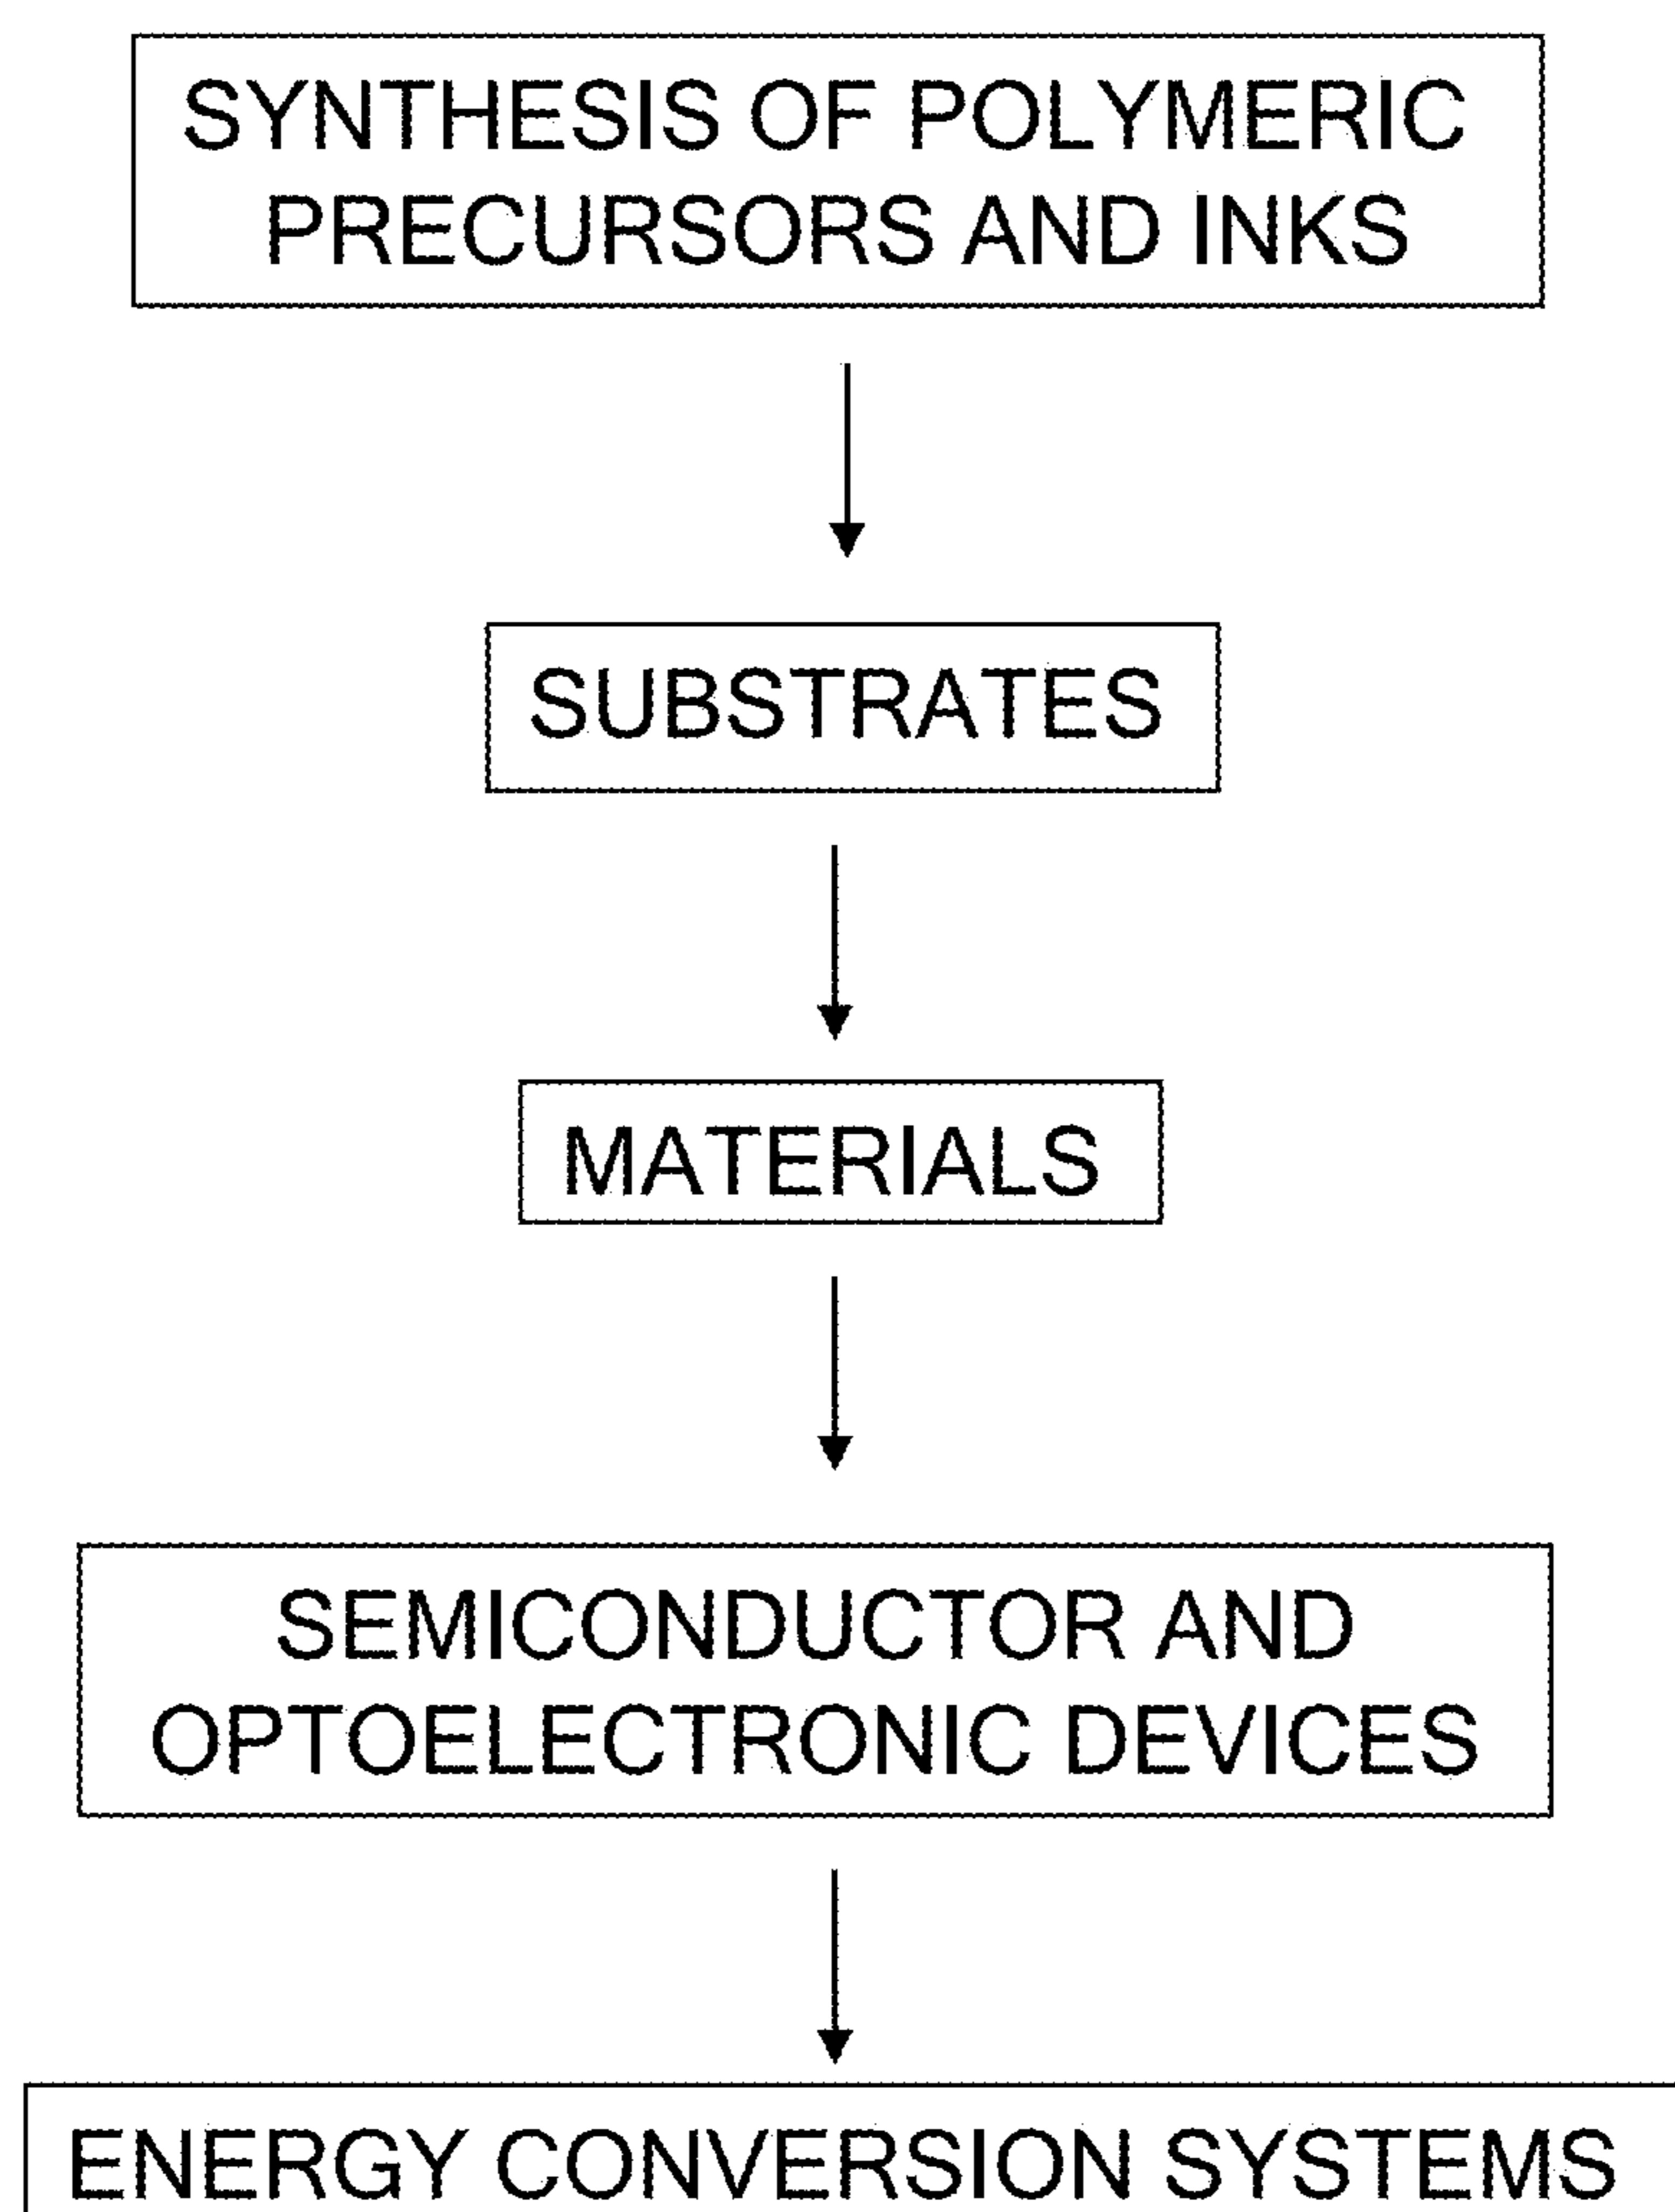 SYNTHESIS OF POLYMERIC
PRECURSORS AND INKS
SUBSTRATES
MATERIALS
SEMICONDUCTOR AND
OPTOELECTRONIC DEVICES
ENERGY CONVERSION SYSTEMS